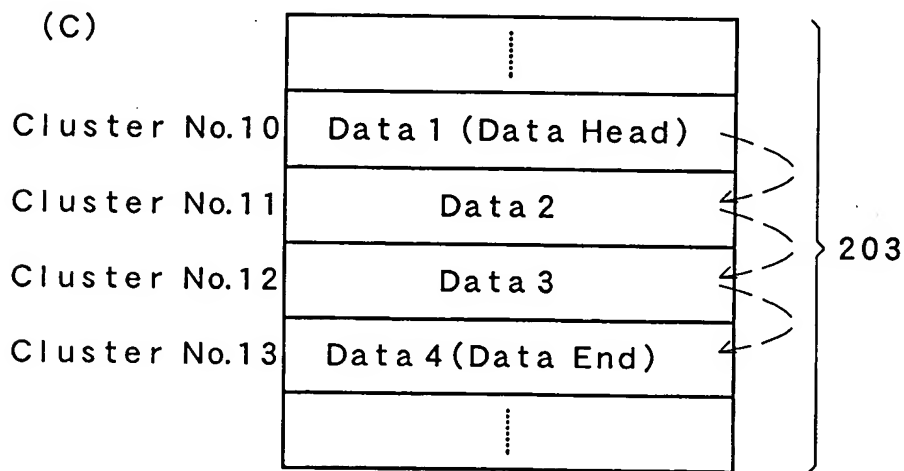 (C)
Cluster No.10 Data 1 (Data Head)
Cluster No.11 Data 2
203
Cluster No.12 Data 3
Cluster No.13 Data 4 (Data End)